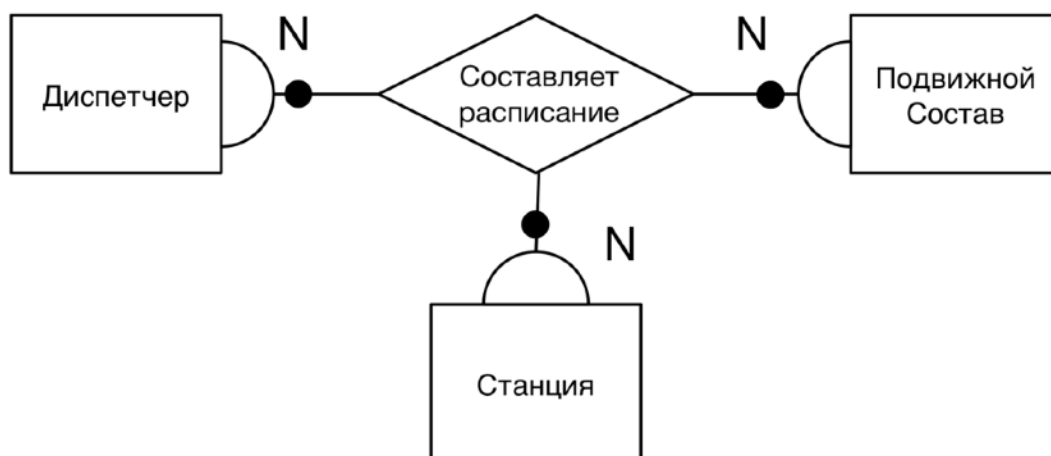 N
N
Диспетчер
Составляет
расписание
Подвижной
Состав
N
Станция